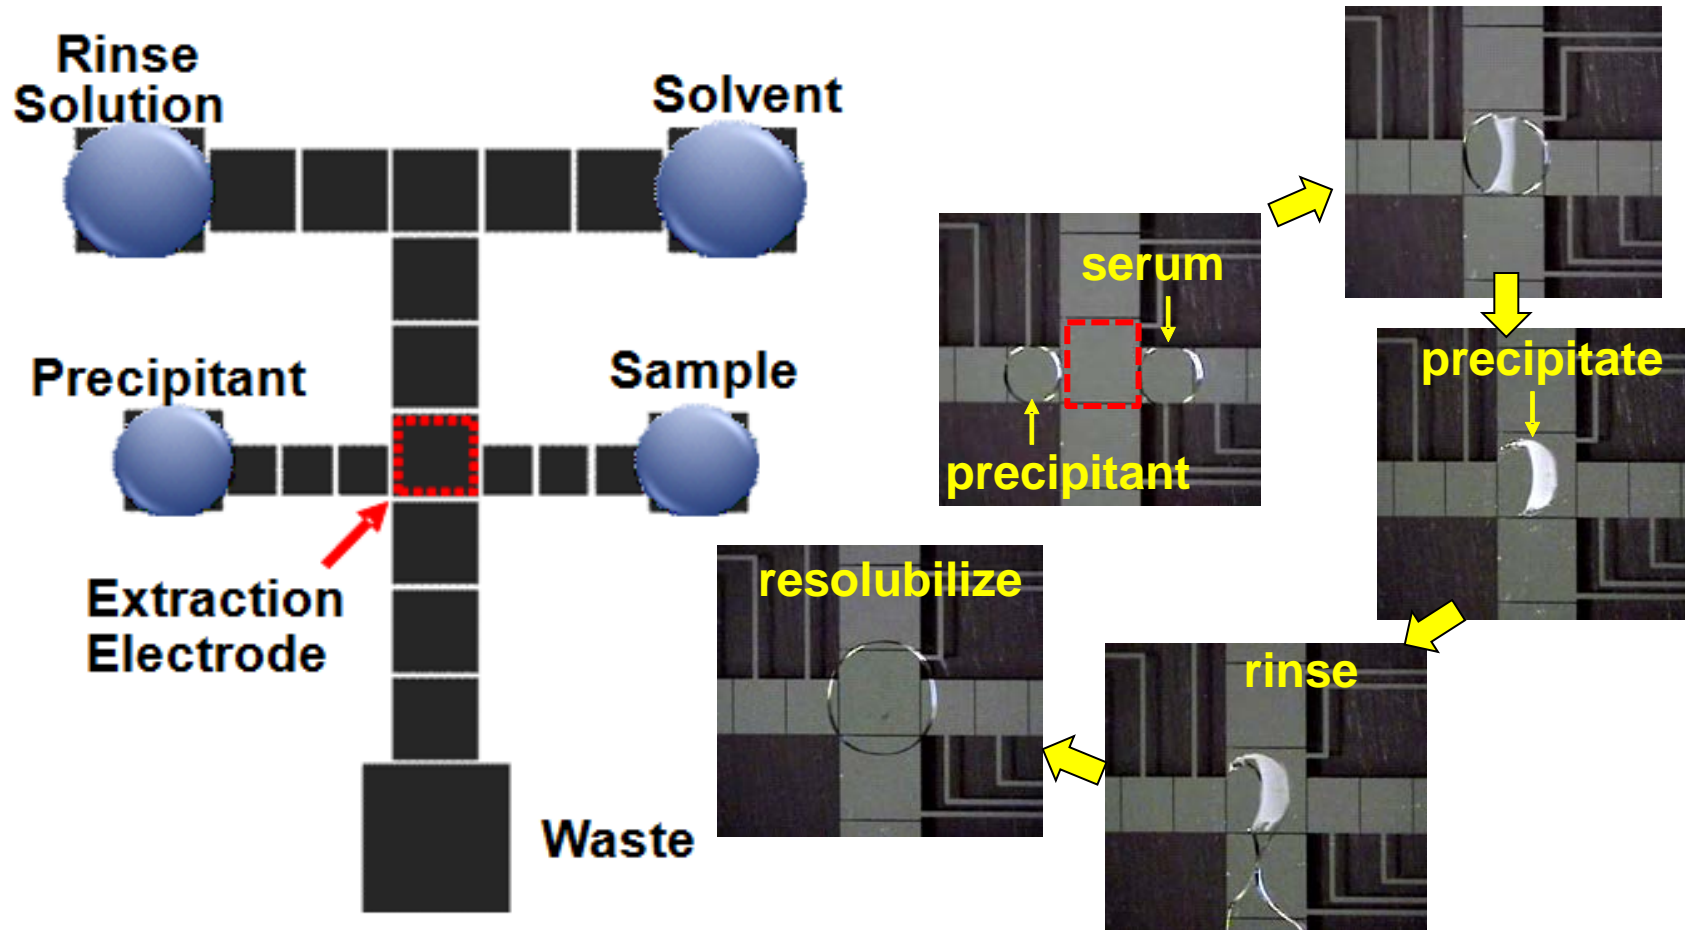 Rinse
Solution
Solvent
Precipitant
Sample
Extraction
Electrode
Waste
serum
precipitant
precipitate
rinse
resolubilize